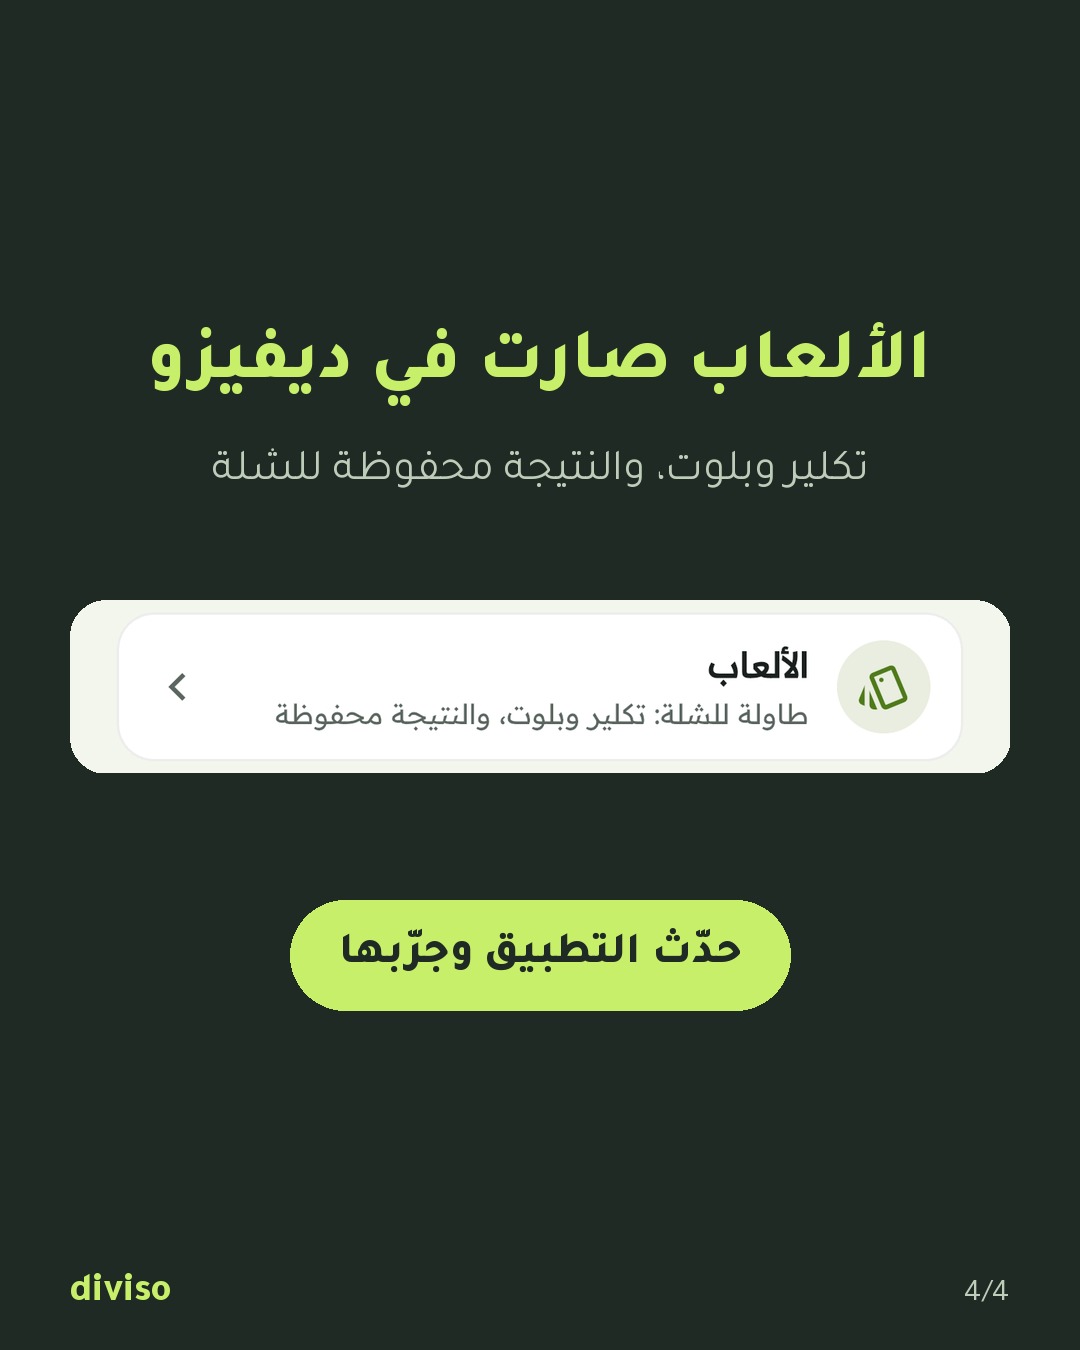 الألعاب صارت في ديفيزو
تكلير وبلوت، والنتيجة محفوظة للشلة
الألعاب
طاولة للشلة: تكلير وبلوت، والنتيجة محفوظة
حدّث التطبيق وجرّبها
diviso
4/4